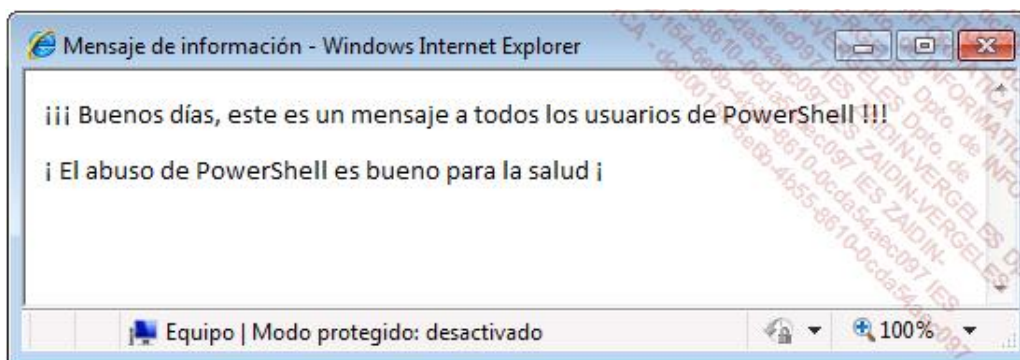 Mensaje de información - Windows Internet Explorer
¡¡¡ Buenos días, este es un mensaje a todos los usuarios de PowerShell !!!
¡ El abuso de PowerShell es bueno para la salud ¡
Equipo | Modo protegido: desactivado
100%